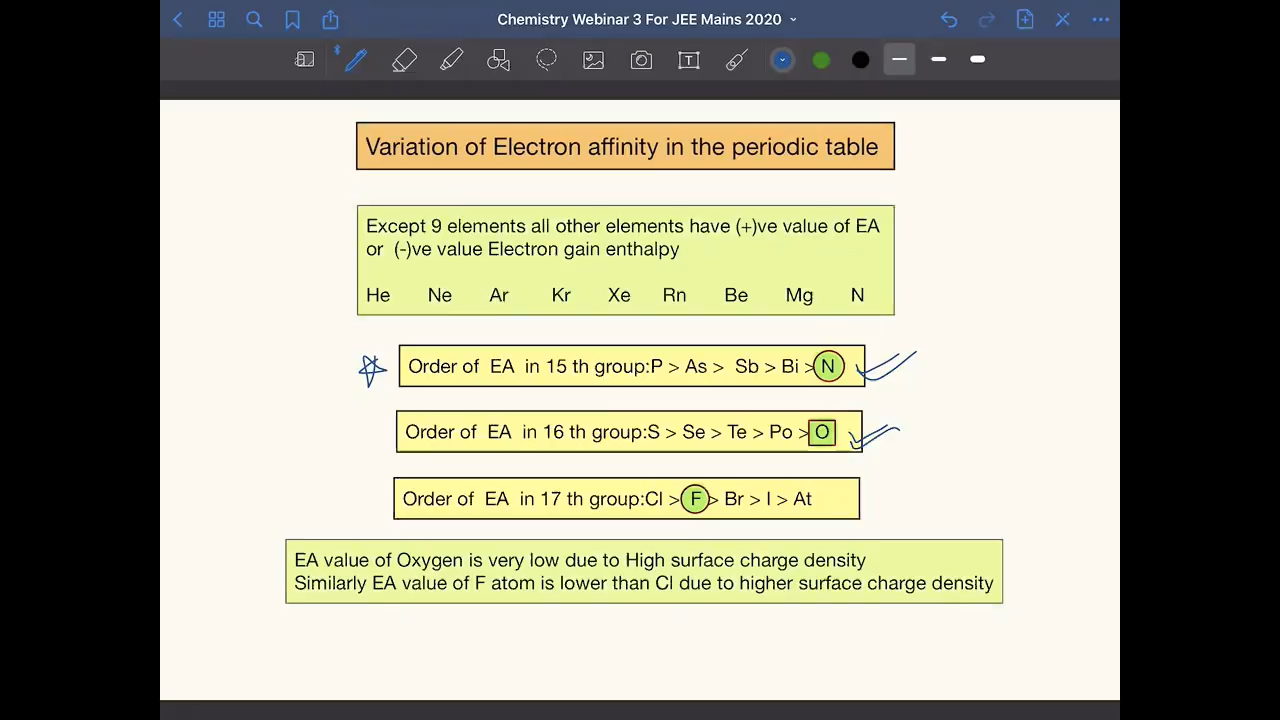 Chemistry Webinar 3 For JEE Mains 2020
T
Variation of Electron affinity in the periodic table
Except 9 elements all other elements have (+)ve value of EA
or (-)ve value Electron gain enthalpy
He Ne Ar Kr Xe Rn Be Mg N
Order of EA in 15 th group:P > As > Sb > Bi > N
Order of EA in 16 th group:S > Se > Te > Po > O
Order of EA in 17 th group:Cl > F > Br > I > At
EA value of Oxygen is very low due to High surface charge density
Similarly EA value of F atom is lower than Cl due to higher surface charge density